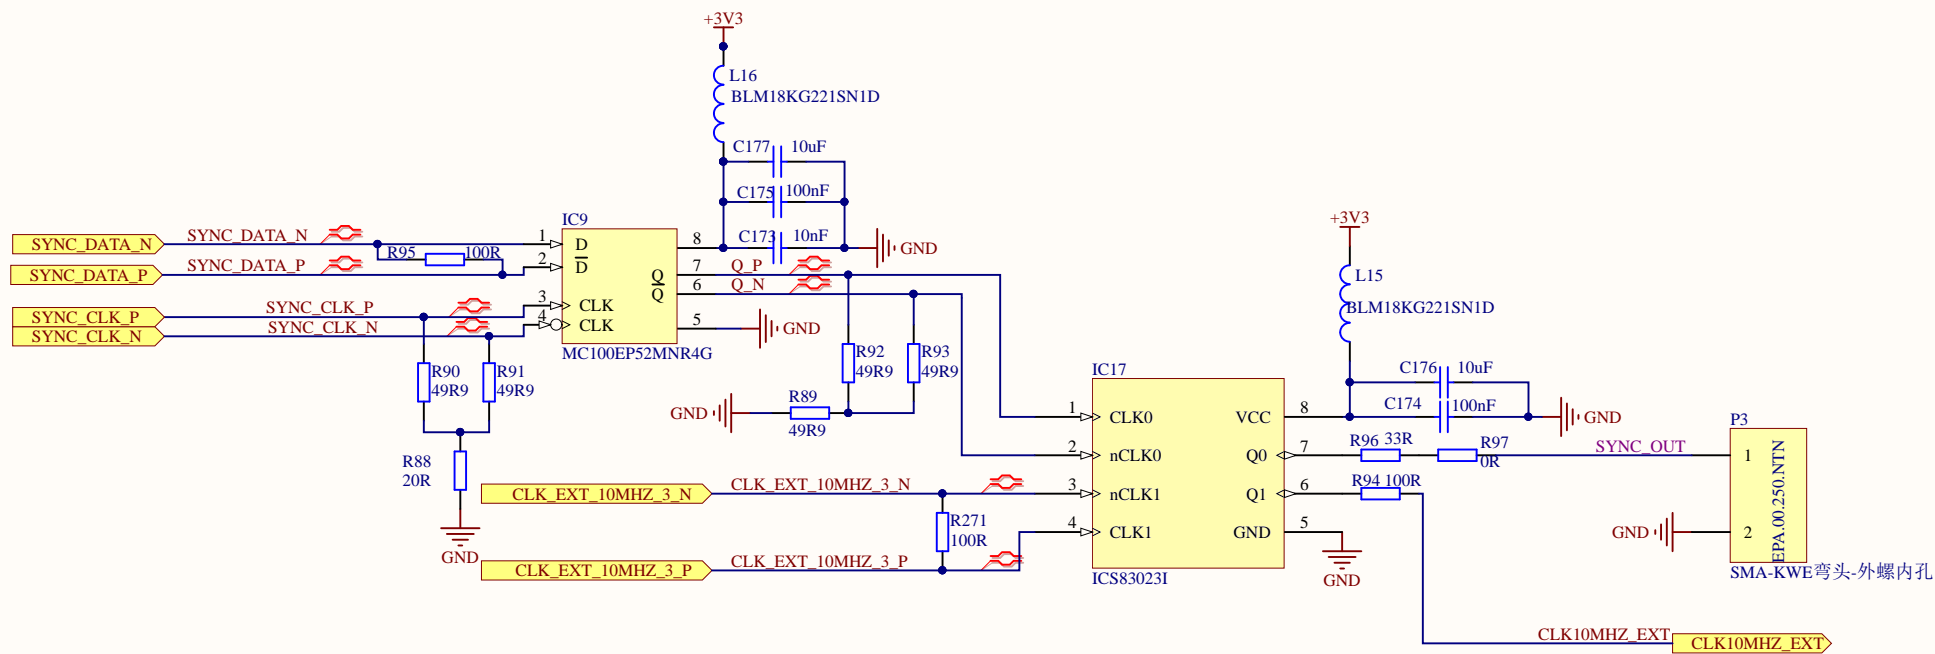 +3V3
L16
BLM18KG221SN1D
C177 10uF
C175 100nF
C173 10nF
GND
IC9
SYNC_DATA_N
SYNC_DATA_N
R95 100R
SYNC_DATA_P
SYNC_DATA_P
SYNC_CLK_P
SYNC_CLK_P
SYNC_CLK_N
SYNC_CLK_N
1 D
2 D
3 CLK
4 CLK
8
Q 7
Q 6
5
MC100EP52MNR4G
Q_P
Q_N
GND
R90
49R9
R91
49R9
R88
20R
GND
R92
49R9
R93
49R9
GND
R89
49R9
+3V3
L15
BLM18KG221SN1D
C176 10uF
C174 100nF
GND
IC17
1 CLK0
2 nCLK0
3 nCLK1
4 CLK1
VCC 8
Q0 7
Q1 6
GND 5
ICS83023I
CLK_EXT_10MHZ_3_N
CLK_EXT_10MHZ_3_N
R271
100R
CLK_EXT_10MHZ_3_P
CLK_EXT_10MHZ_3_P
R96 33R
R97
0R
SYNC_OUT
R94 100R
GND
P3
1
2
EPA.00.250.NTN
GND
SMA-KWE弯头-外螺内孔
CLK10MHZ_EXT
CLK10MHZ_EXT